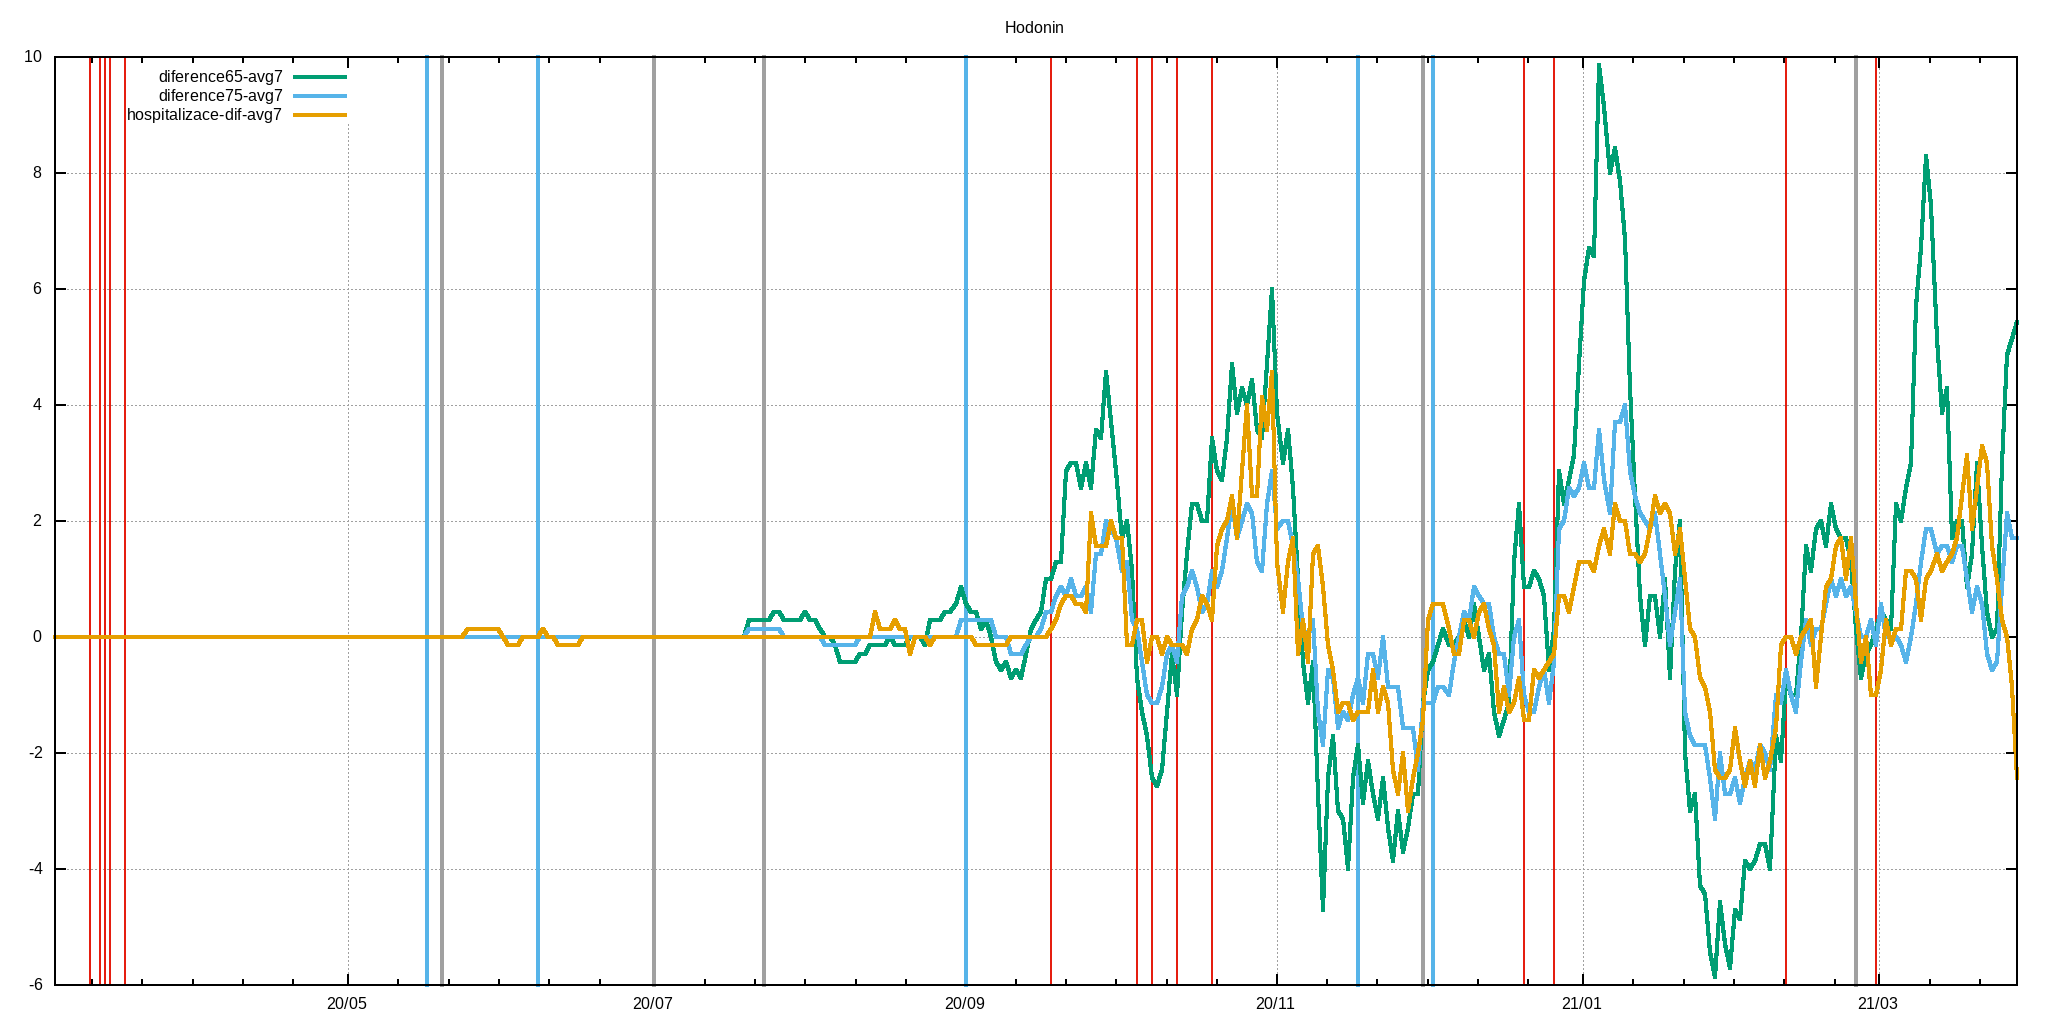 Hodonin
10
diference65-avg7
diference75-avg7
hospitalizace-dif-avg7
8
6
4
2
0
-2
-4
-6
20/05 20/07 20/09 20/11 21/01 21/03